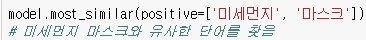 model.most_similar(positive=['미세먼지', '마스크'])
# 미세먼지 마스크와 유사한 단어를 찾음